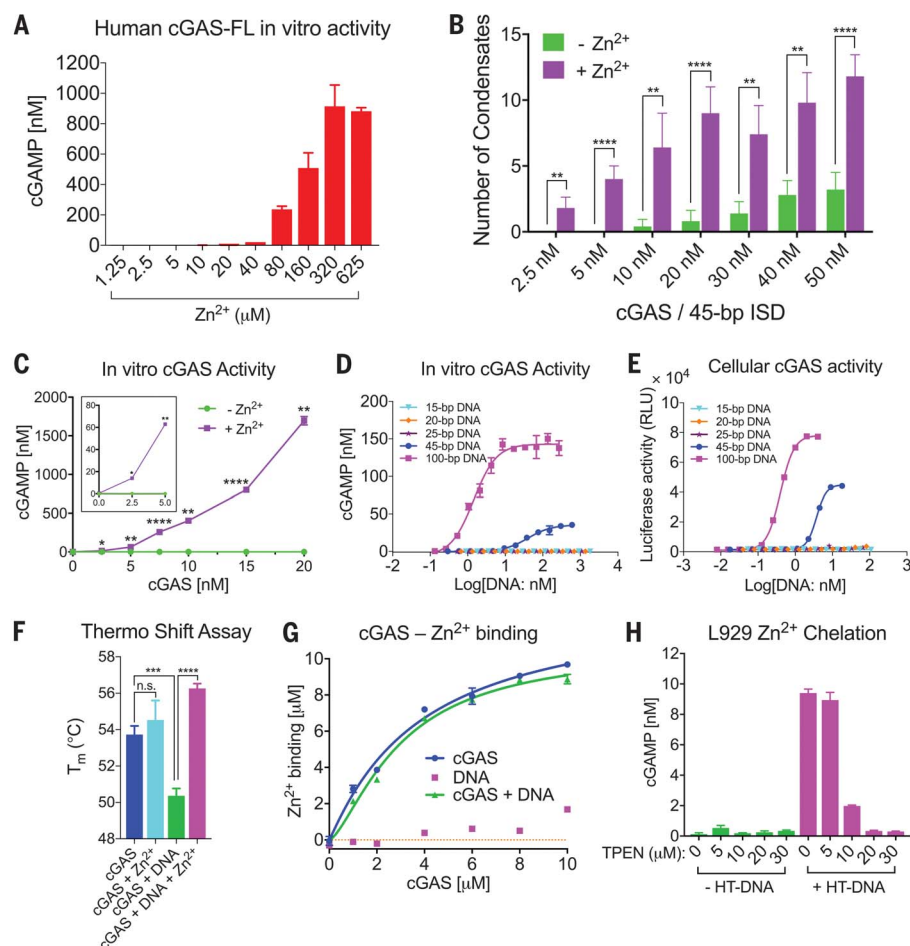 A
Human cGAS-FL in vitro activity
cGAMP [nM]
1200
1000
800
600
400
200
0
1.25 2.5 5 10 20 40 80 160 320 625
Zn²⁺ (µM)
B
- Zn²⁺
+ Zn²⁺
Number of Condensates
15
10
5
0
** **** ** **** ** ** ****
2.5 nM 5 nM 10 nM 20 nM 30 nM 40 nM 50 nM
cGAS / 45-bp ISD
C
In vitro cGAS Activity
cGAMP [nM]
2000
1500
1000
500
0
80
60
40
20
0
0.0 2.5 5.0
* **
- Zn²⁺
+ Zn²⁺
* ** **** ** **** **
0 5 10 15 20
cGAS [nM]
D
In vitro cGAS Activity
cGAMP [nM]
200
150
100
50
0
15-bp DNA
20-bp DNA
25-bp DNA
45-bp DNA
100-bp DNA
-2 -1 0 1 2 3 4
Log[DNA: nM]
E
Cellular cGAS activity
Luciferase activity (RLU)
× 10⁴
10
8
6
4
2
0
15-bp DNA
20-bp DNA
25-bp DNA
45-bp DNA
100-bp DNA
-3 -2 -1 0 1 2 3
Log[DNA: nM]
F
Thermo Shift Assay
Tm (°C)
56
54
52
50
48
*** ****
n.s.
cGAS
cGAS + Zn²⁺
cGAS + DNA
cGAS + DNA + Zn²⁺
G
cGAS – Zn²⁺ binding
Zn²⁺ binding [µM]
10
8
6
4
2
0
cGAS
DNA
cGAS + DNA
0 2 4 6 8 10
cGAS [µM]
H
L929 Zn²⁺ Chelation
cGAMP [nM]
12
9
6
3
0
TPEN (µM): 0 5 10 20 30 0 5 10 20 30
- HT-DNA + HT-DNA